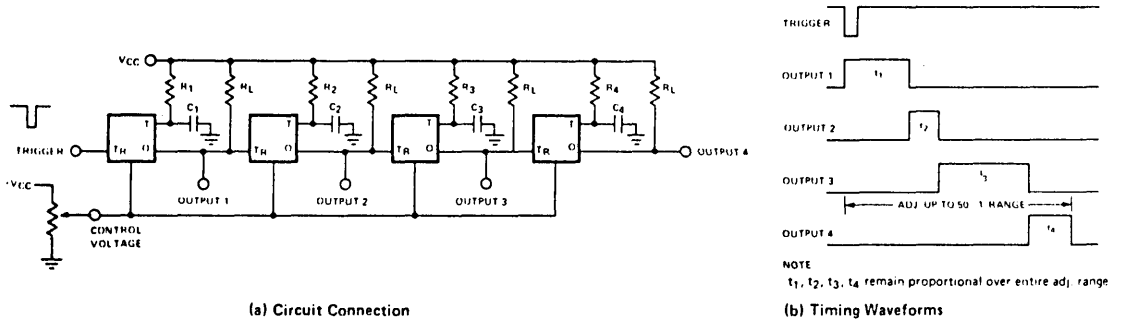 VCC
R1
RL
R2
RL
R3
RL
R4
RL
C1
C2
C3
C4
T
T
T
T
TRIGGER
TR
O
TR
O
TR
O
TR
O
OUTPUT 4
OUTPUT 1
OUTPUT 2
OUTPUT 3
+VCC
CONTROL
VOLTAGE
(a) Circuit Connection
TRIGGER
OUTPUT 1
t1
OUTPUT 2
t2
OUTPUT 3
t3
ADJ. UP TO 50 : 1 RANGE
OUTPUT 4
t4
NOTE
t1, t2, t3, t4 remain proportional over entire adj. range
(b) Timing Waveforms